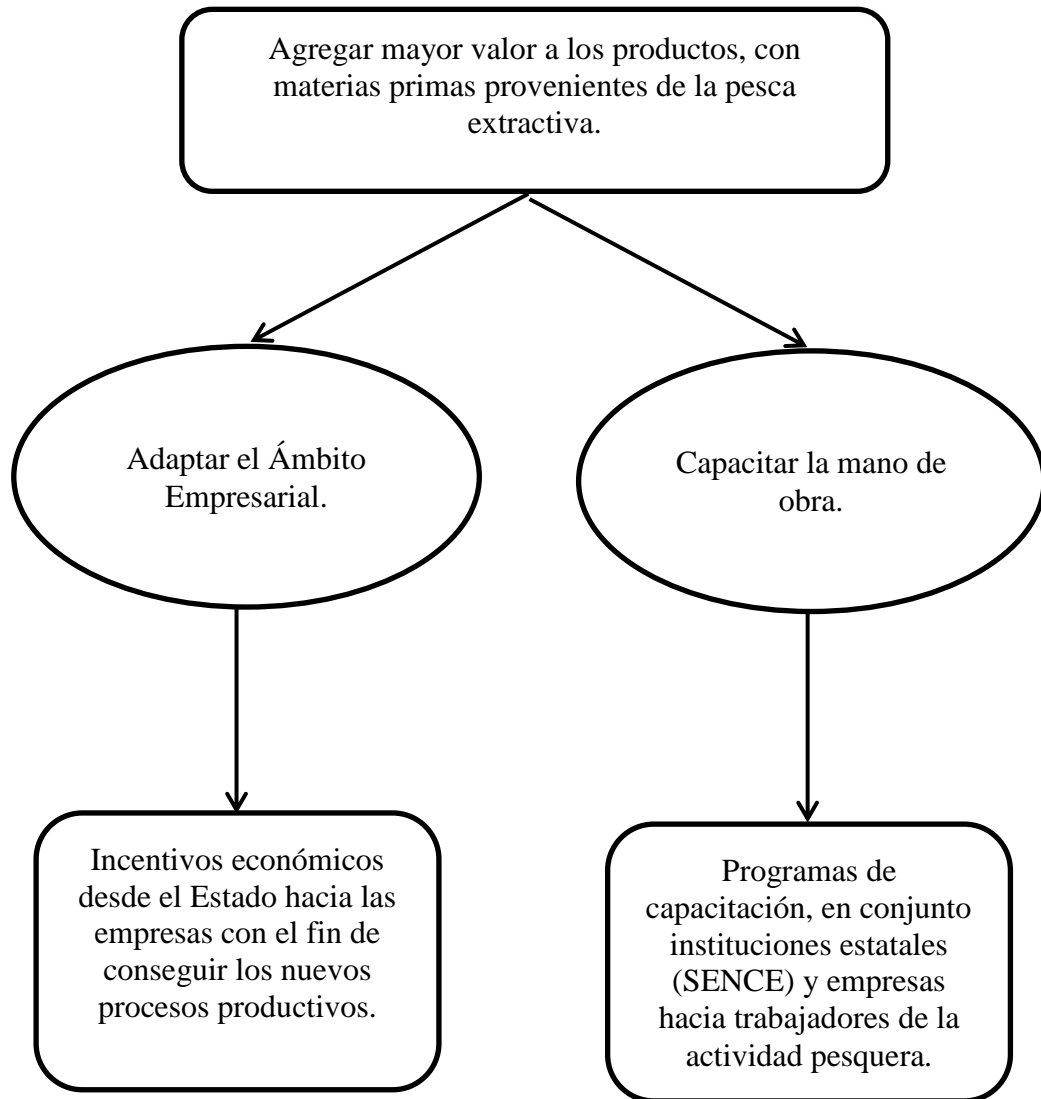 Agregar mayor valor a los productos, con
materias primas provenientes de la pesca
extractiva.
Adaptar el Ámbito
Empresarial.
Capacitar la mano de
obra.
Incentivos económicos
desde el Estado hacia las
empresas con el fin de
conseguir los nuevos
procesos productivos.
Programas de
capacitación, en conjunto
instituciones estatales
(SENCE) y empresas
hacia trabajadores de la
actividad pesquera.